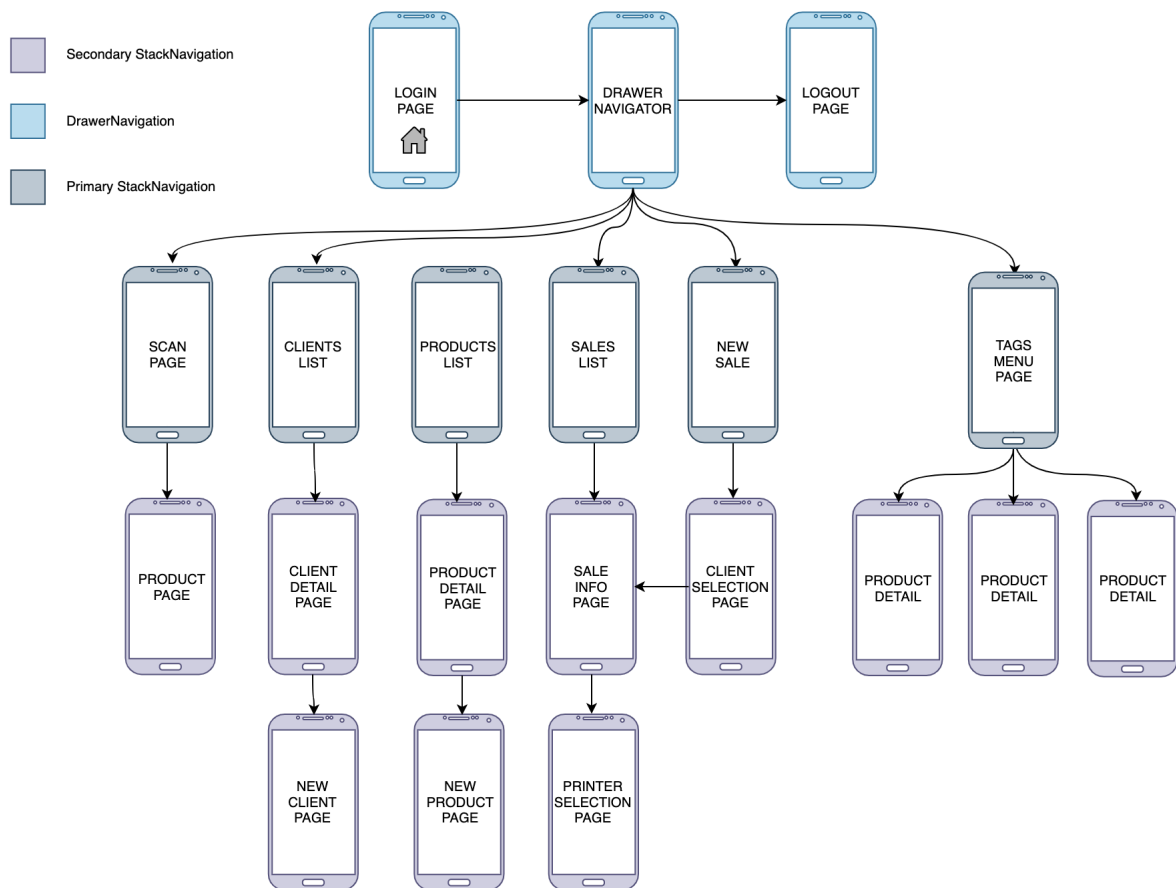 Secondary StackNavigation
DrawerNavigation
Primary StackNavigation
LOGIN
PAGE
DRAWER
NAVIGATOR
LOGOUT
PAGE
SCAN
PAGE
CLIENTS
LIST
PRODUCTS
LIST
SALES
LIST
NEW
SALE
TAGS
MENU
PAGE
PRODUCT
PAGE
CLIENT
DETAIL
PAGE
PRODUCT
DETAIL
PAGE
SALE
INFO
PAGE
CLIENT
SELECTION
PAGE
PRODUCT
DETAIL
PRODUCT
DETAIL
PRODUCT
DETAIL
NEW
CLIENT
PAGE
NEW
PRODUCT
PAGE
PRINTER
SELECTION
PAGE